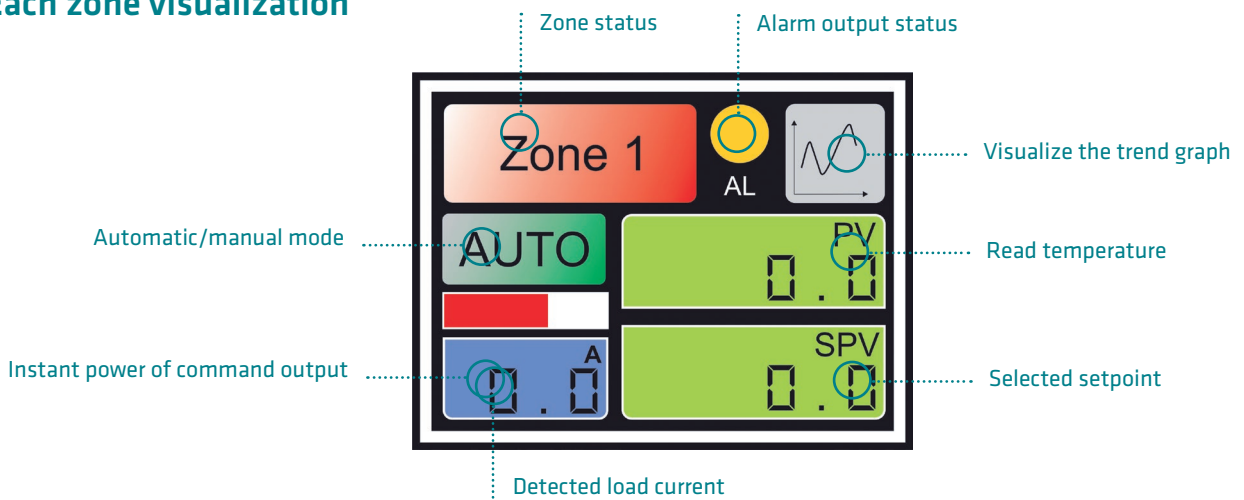 each zone visualization
Zone status
Alarm output status
Zone 1
AL
Visualize the trend graph
Automatic/manual mode
AUTO
PV
0.0
Read temperature
Instant power of command output
A
0.0
SPV
0.0
Selected setpoint
Detected load current